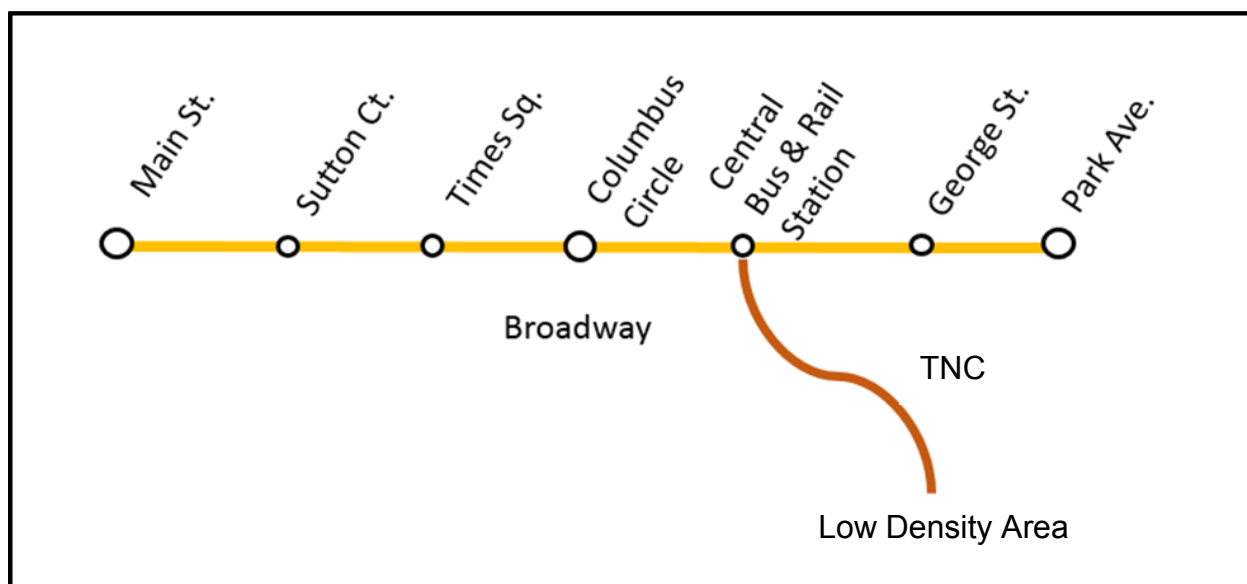 Main St.
Sutton Ct.
Times Sq.
Columbus
Circle
Central
Bus & Rail
Station
George St.
Park Ave.
Broadway
TNC
Low Density Area